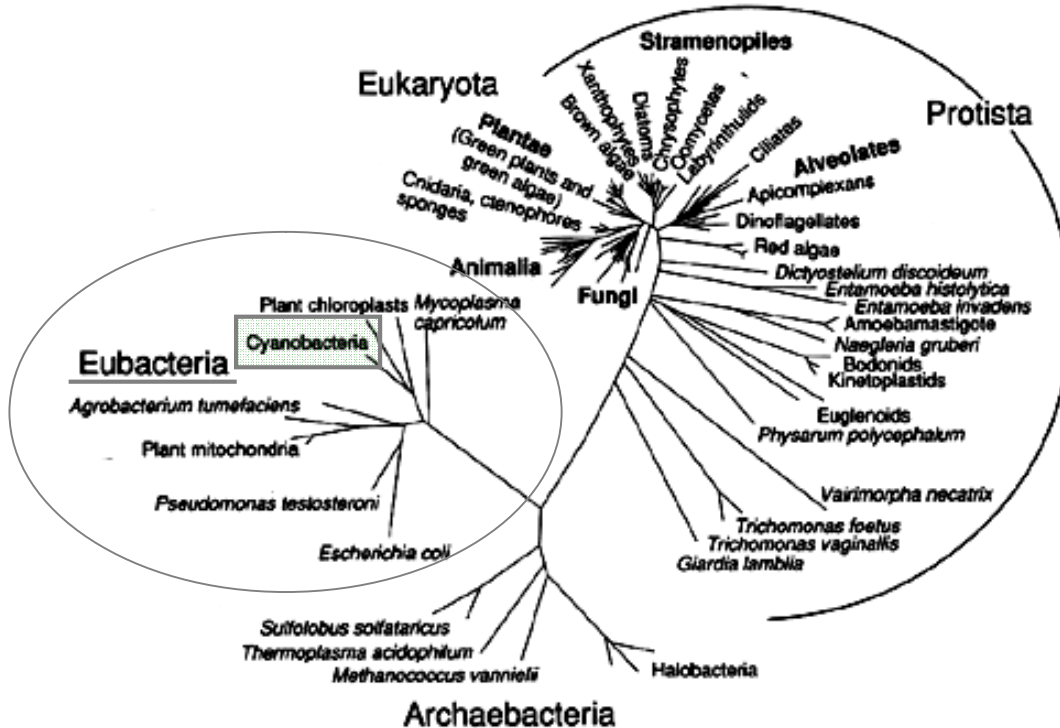 Stramenopiles
Eukaryota
Protista
Xanthophytes
Brown algae
Diatoms
Chrysophytes
Oomycetes
Labyrinthulids
Ciliates
Alveolates
Apicomplexans
Dinoflagellates
Red algae
Plantae
(Green plants and
green algae)
Cnidaria, ctenophores
sponges
Animalia
Fungi
Dictyostelium discoideum
Entamoeba histolytica
Entamoeba invadens
Amoebamastigote
Naegleria gruberi
Bodonids
Kinetoplastids
Euglenoids
Physarum polycephalum
Vairimorpha necatrix
Trichomonas foetus
Trichomonas vaginallis
Giardia lamblia
Plant chloroplasts
Mycoplasma
capricolum
Cyanobacteria
Eubacteria
Agrobacterium tumefaciens
Plant mitochondria
Pseudomonas testosteroni
Escherichia coli
Sulfolobus solfataricus
Thermoplasma acidophilum
Methanococcus vannielii
Halobacteria
Archaebacteria